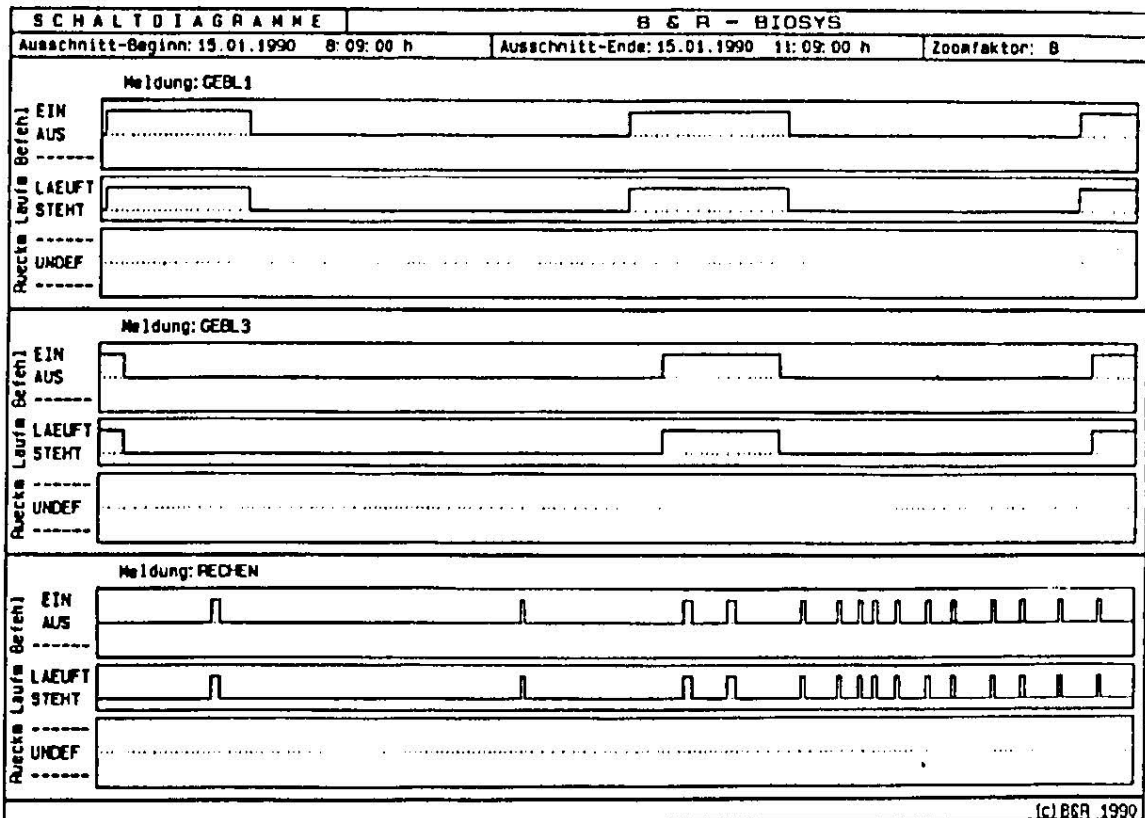 SCHALTDIAGRAMME B & R - BIOSYS
Ausschnitt-Beginn: 15.01.1990 8:09:00 h Ausschnitt-Ende: 15.01.1990 11:09:00 h Zoomfaktor: 8
Meldung: GEBL1
Befehl
EIN
AUS
------
Laufm
LAEUFT
STEHT
Rueckm
------
UNDEF
------
Meldung: GEBL3
Befehl
EIN
AUS
------
Laufm
LAEUFT
STEHT
Rueckm
------
UNDEF
------
Meldung: RECHEN
Befehl
EIN
AUS
------
Laufm
LAEUFT
STEHT
Rueckm
------
UNDEF
------
(c) B&R 1990